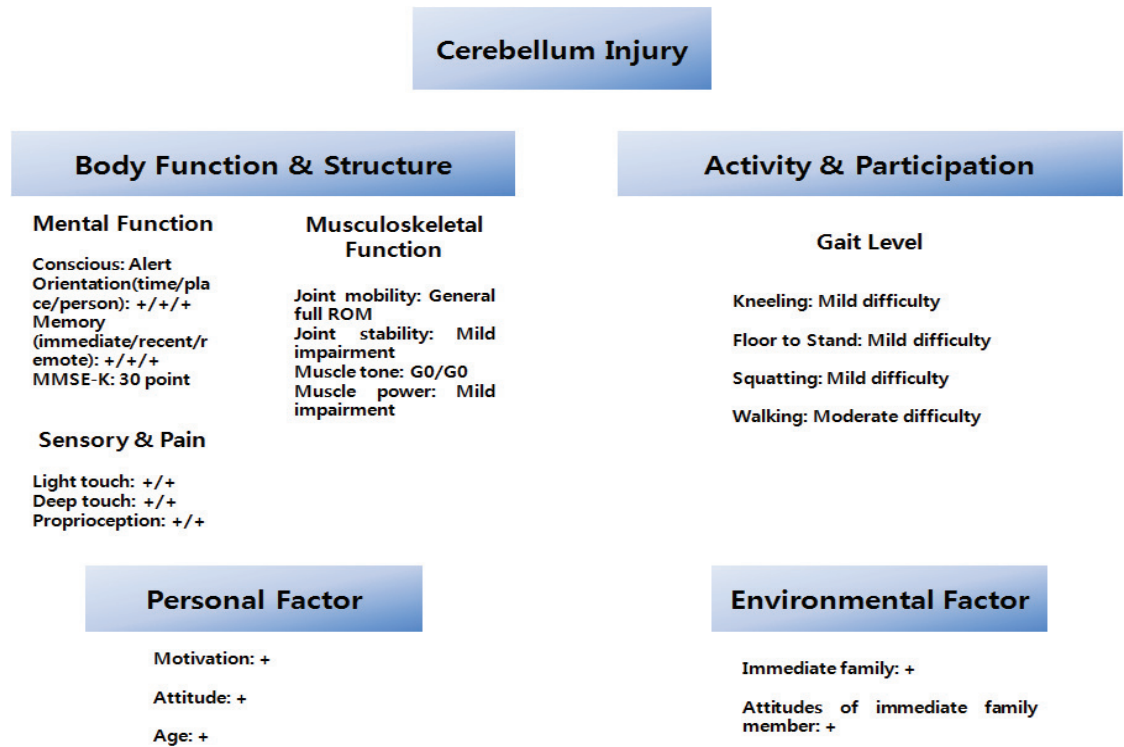 Cerebellum Injury
Body Function & Structure
Mental Function
Conscious: Alert
Orientation(time/pla
ce/person): +/+/+
Memory
(immediate/recent/r
emote): +/+/+
MMSE-K: 30 point
Sensory & Pain
Light touch: +/+
Deep touch: +/+
Proprioception: +/+
Musculoskeletal
Function
Joint mobility: General
full ROM
Joint stability: Mild
impairment
Muscle tone: G0/G0
Muscle power: Mild
impairment
Activity & Participation
Gait Level
Kneeling: Mild difficulty
Floor to Stand: Mild difficulty
Squatting: Mild difficulty
Walking: Moderate difficulty
Personal Factor
Motivation: +
Attitude: +
Age: +
Environmental Factor
Immediate family: +
Attitudes of immediate family
member: +